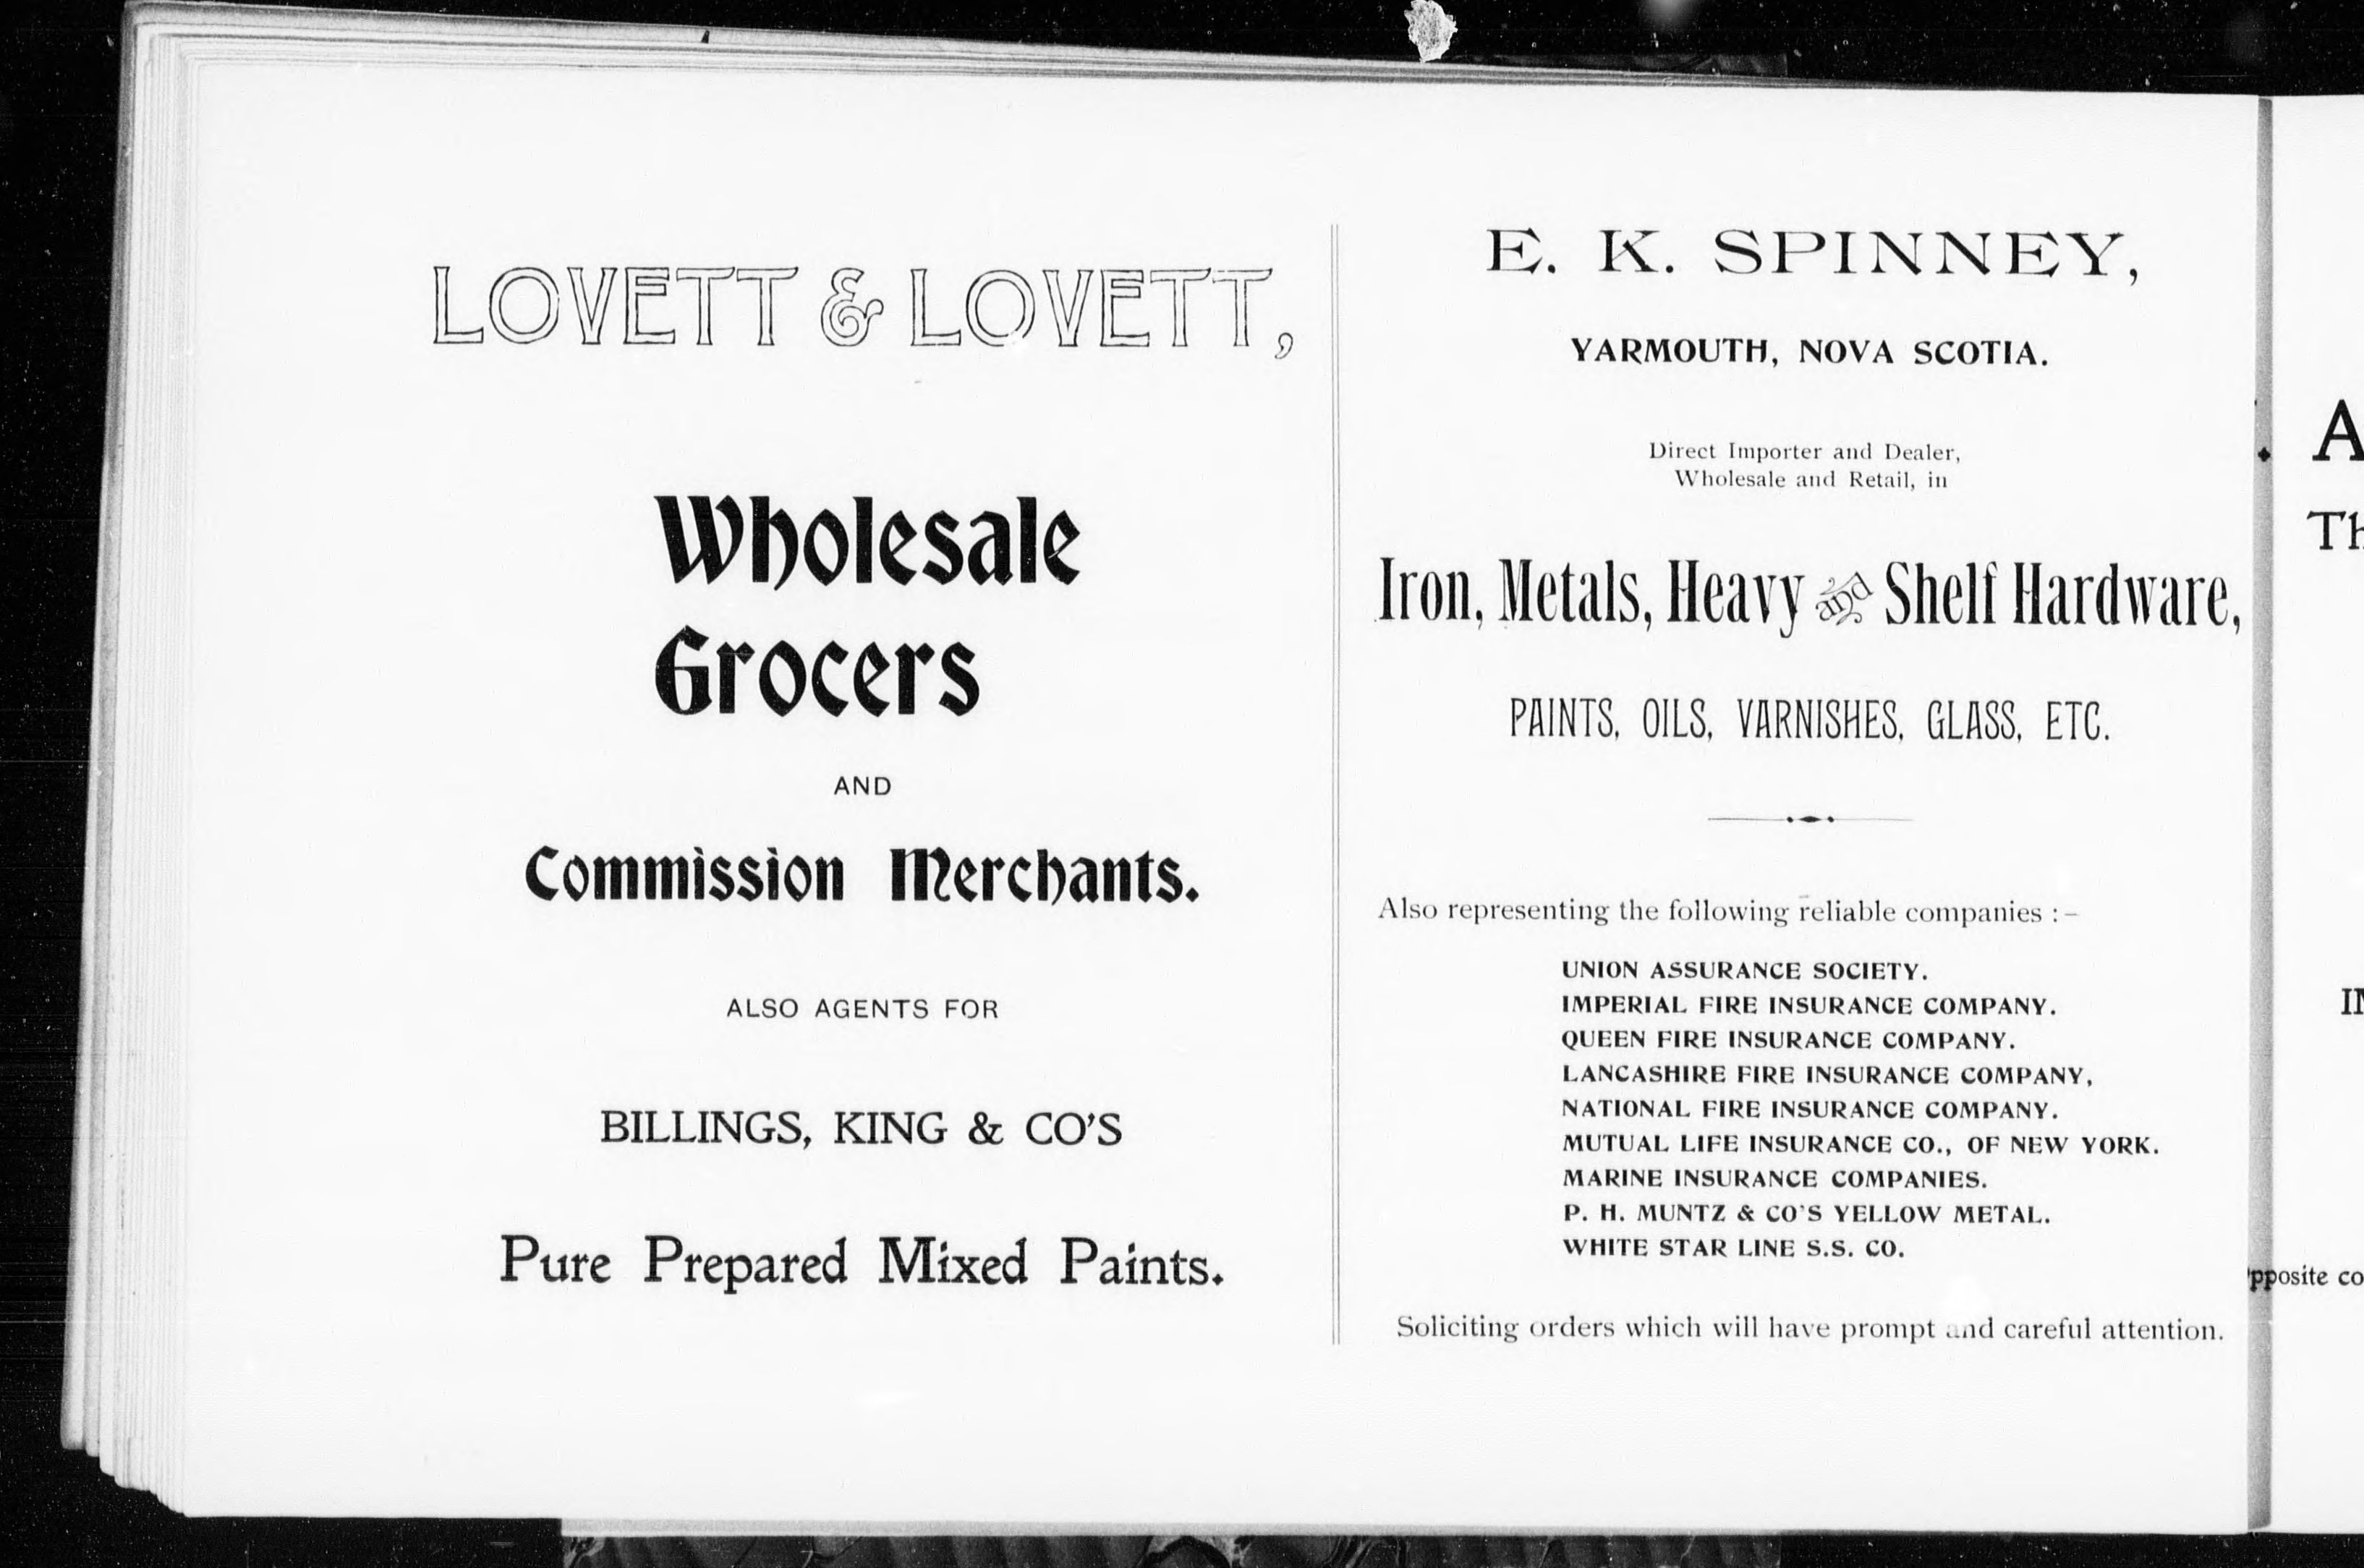 LOVETT & LOVETT,
Wholesale
Grocers
AND
Commission Merchants.
ALSO AGENTS FOR
BILLINGS, KING & CO'S
Pure Prepared Mixed Paints.
E. K. SPINNEY,
YARMOUTH, NOVA SCOTIA.
Direct Importer and Dealer,
Wholesale and Retail, in
Iron, Metals, Heavy and Shelf Hardware,
PAINTS, OILS, VARNISHES, GLASS, ETC.
Also representing the following reliable companies :-
UNION ASSURANCE SOCIETY.
IMPERIAL FIRE INSURANCE COMPANY.
QUEEN FIRE INSURANCE COMPANY.
LANCASHIRE FIRE INSURANCE COMPANY,
NATIONAL FIRE INSURANCE COMPANY.
MUTUAL LIFE INSURANCE CO., OF NEW YORK.
MARINE INSURANCE COMPANIES.
P. H. MUNTZ & CO'S YELLOW METAL.
WHITE STAR LINE S.S. CO.
Soliciting orders which will have prompt and careful attention.
A
Th
pposite co